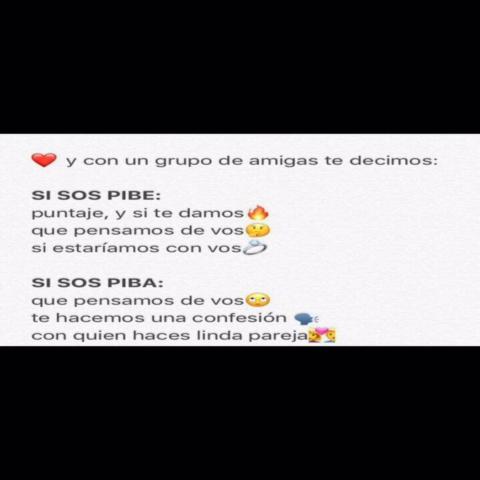 ❤️ y con un grupo de amigas te decimos:
SI SOS PIBE:
puntaje, y si te damos🔥
que pensamos de vos🤔
si estaríamos con vos💍
SI SOS PIBA:
que pensamos de vos🙄
te hacemos una confesión 🗣
con quien haces linda pareja💑